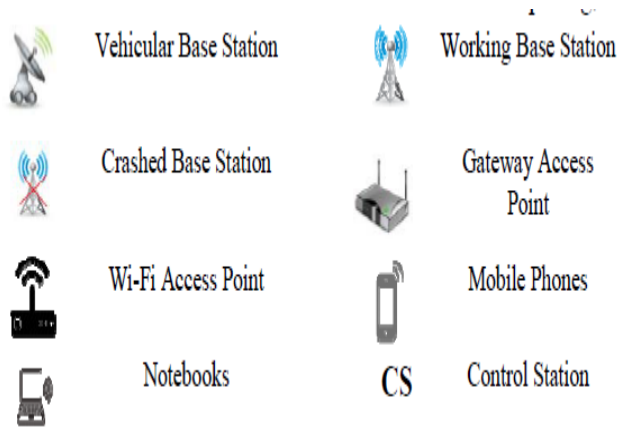 Vehicular Base Station
Working Base Station
Crashed Base Station
Gateway Access
Point
Wi-Fi Access Point
Mobile Phones
Notebooks
CS
Control Station